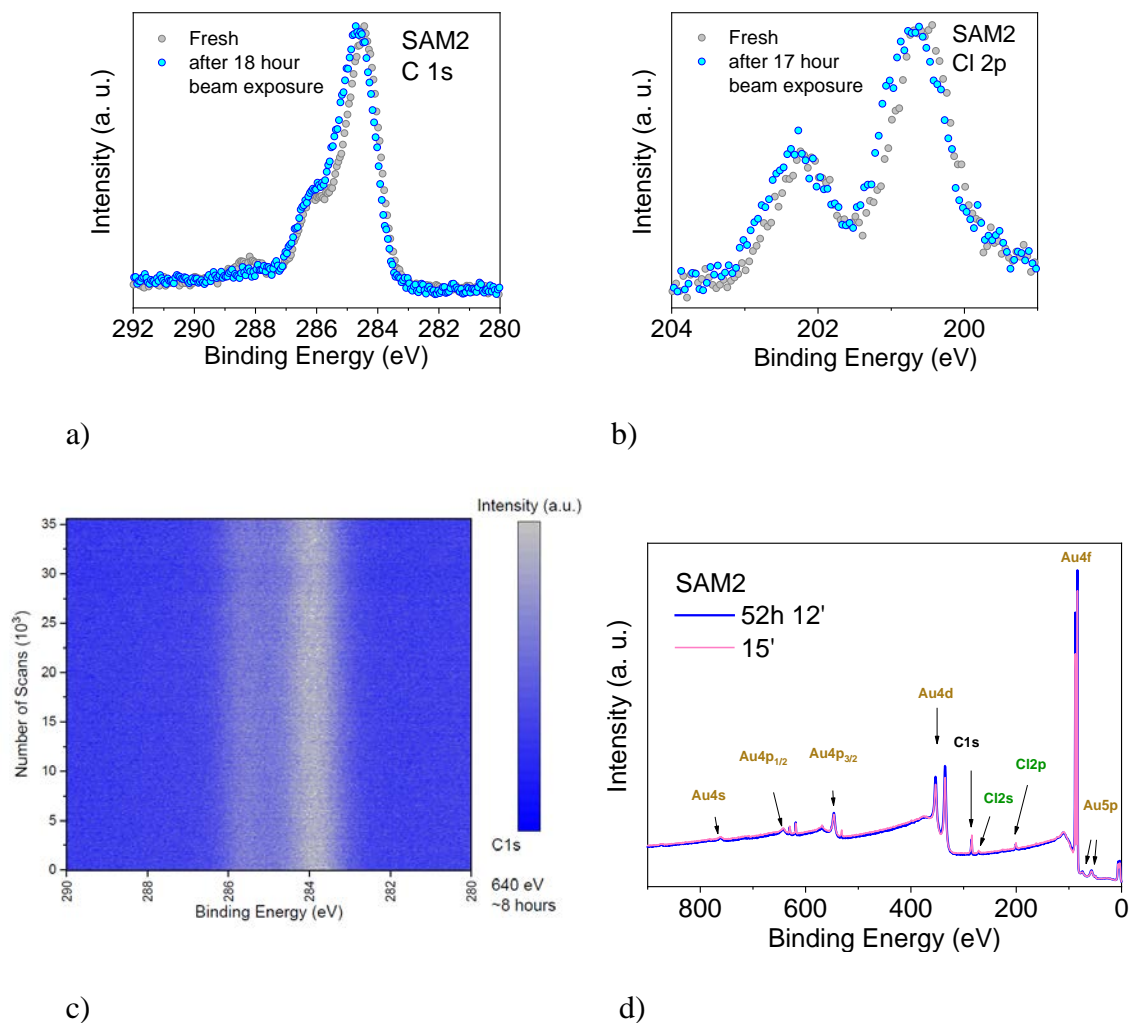 Fresh
after 18 hour
beam exposure
SAM2
C 1s
Intensity (a. u.)
292 290 288 286 284 282 280
Binding Energy (eV)
a)
Fresh
after 17 hour
beam exposure
SAM2
Cl 2p
Intensity (a. u.)
204 202 200
Binding Energy (eV)
b)
Intensity (a.u.)
Number of Scans (10³)
35
30
25
20
15
10
5
0
290 288 286 284 282 280
Binding Energy (eV)
C1s
640 eV
~8 hours
c)
SAM2
52h 12'
15'
Intensity (a. u.)
Au4s
Au4p1/2
Au4p3/2
Au4d
C1s
Cl2s
Cl2p
Au4f
Au5p
800 600 400 200 0
Binding Energy (eV)
d)